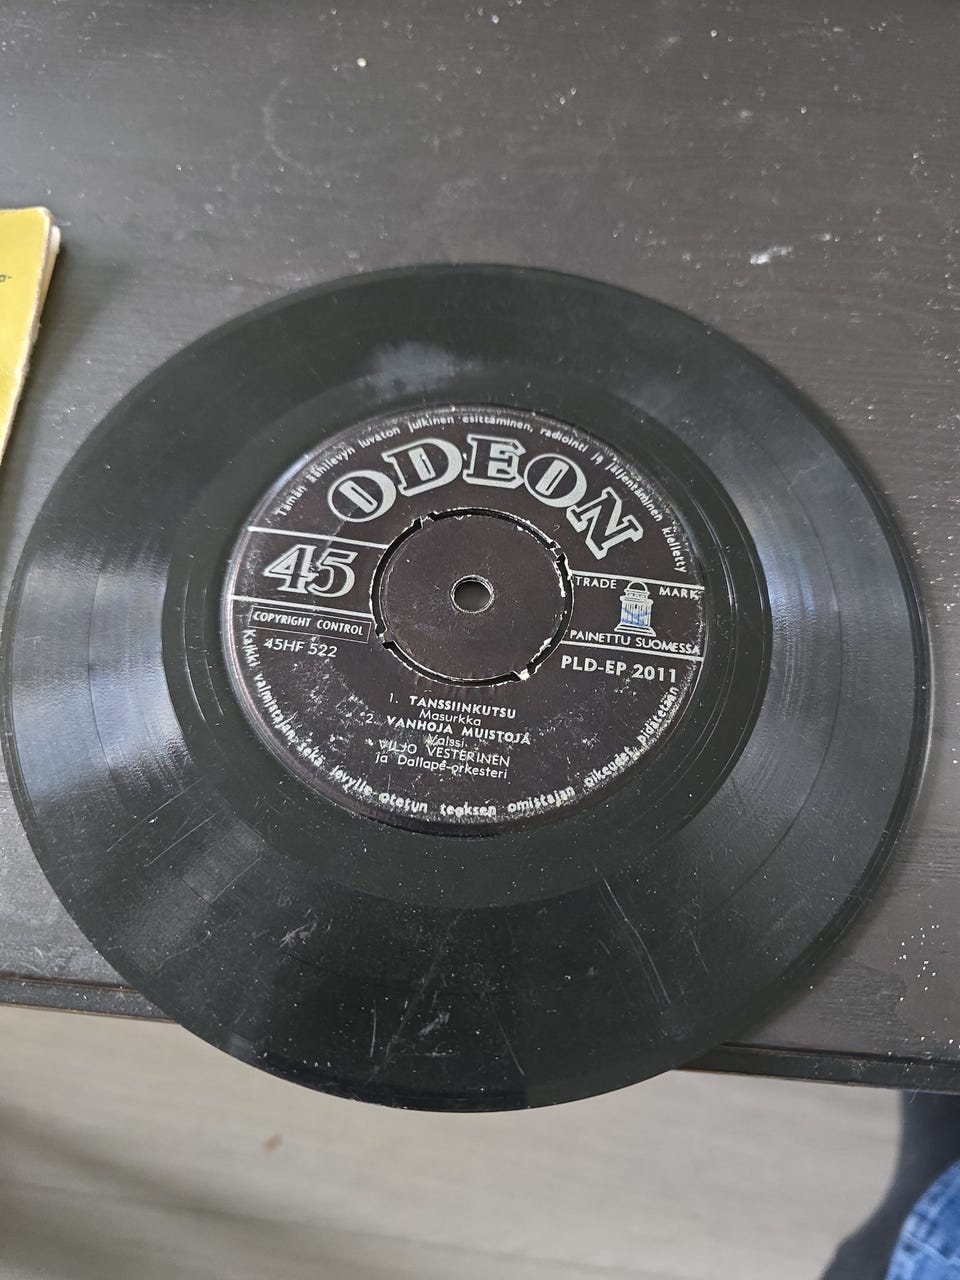 Tämän äänilevyn luvaton julkinen esittäminen, radiointi ja jäljentäminen kielletty
ODEON
45
TRADE MARK
COPYRIGHT CONTROL
PAINETTU SUOMESSA
45HF 522
PLD-EP 2011
1. TANSSIINKUTSU
Masurkka
2. VANHOJA MUISTOJA
Valssi
VILJO VESTERINEN
ja Dallapé-orkesteri
Kaikki valmistajan sekä levylle otetun teoksen omistajan oikeudet pidätetään
a-